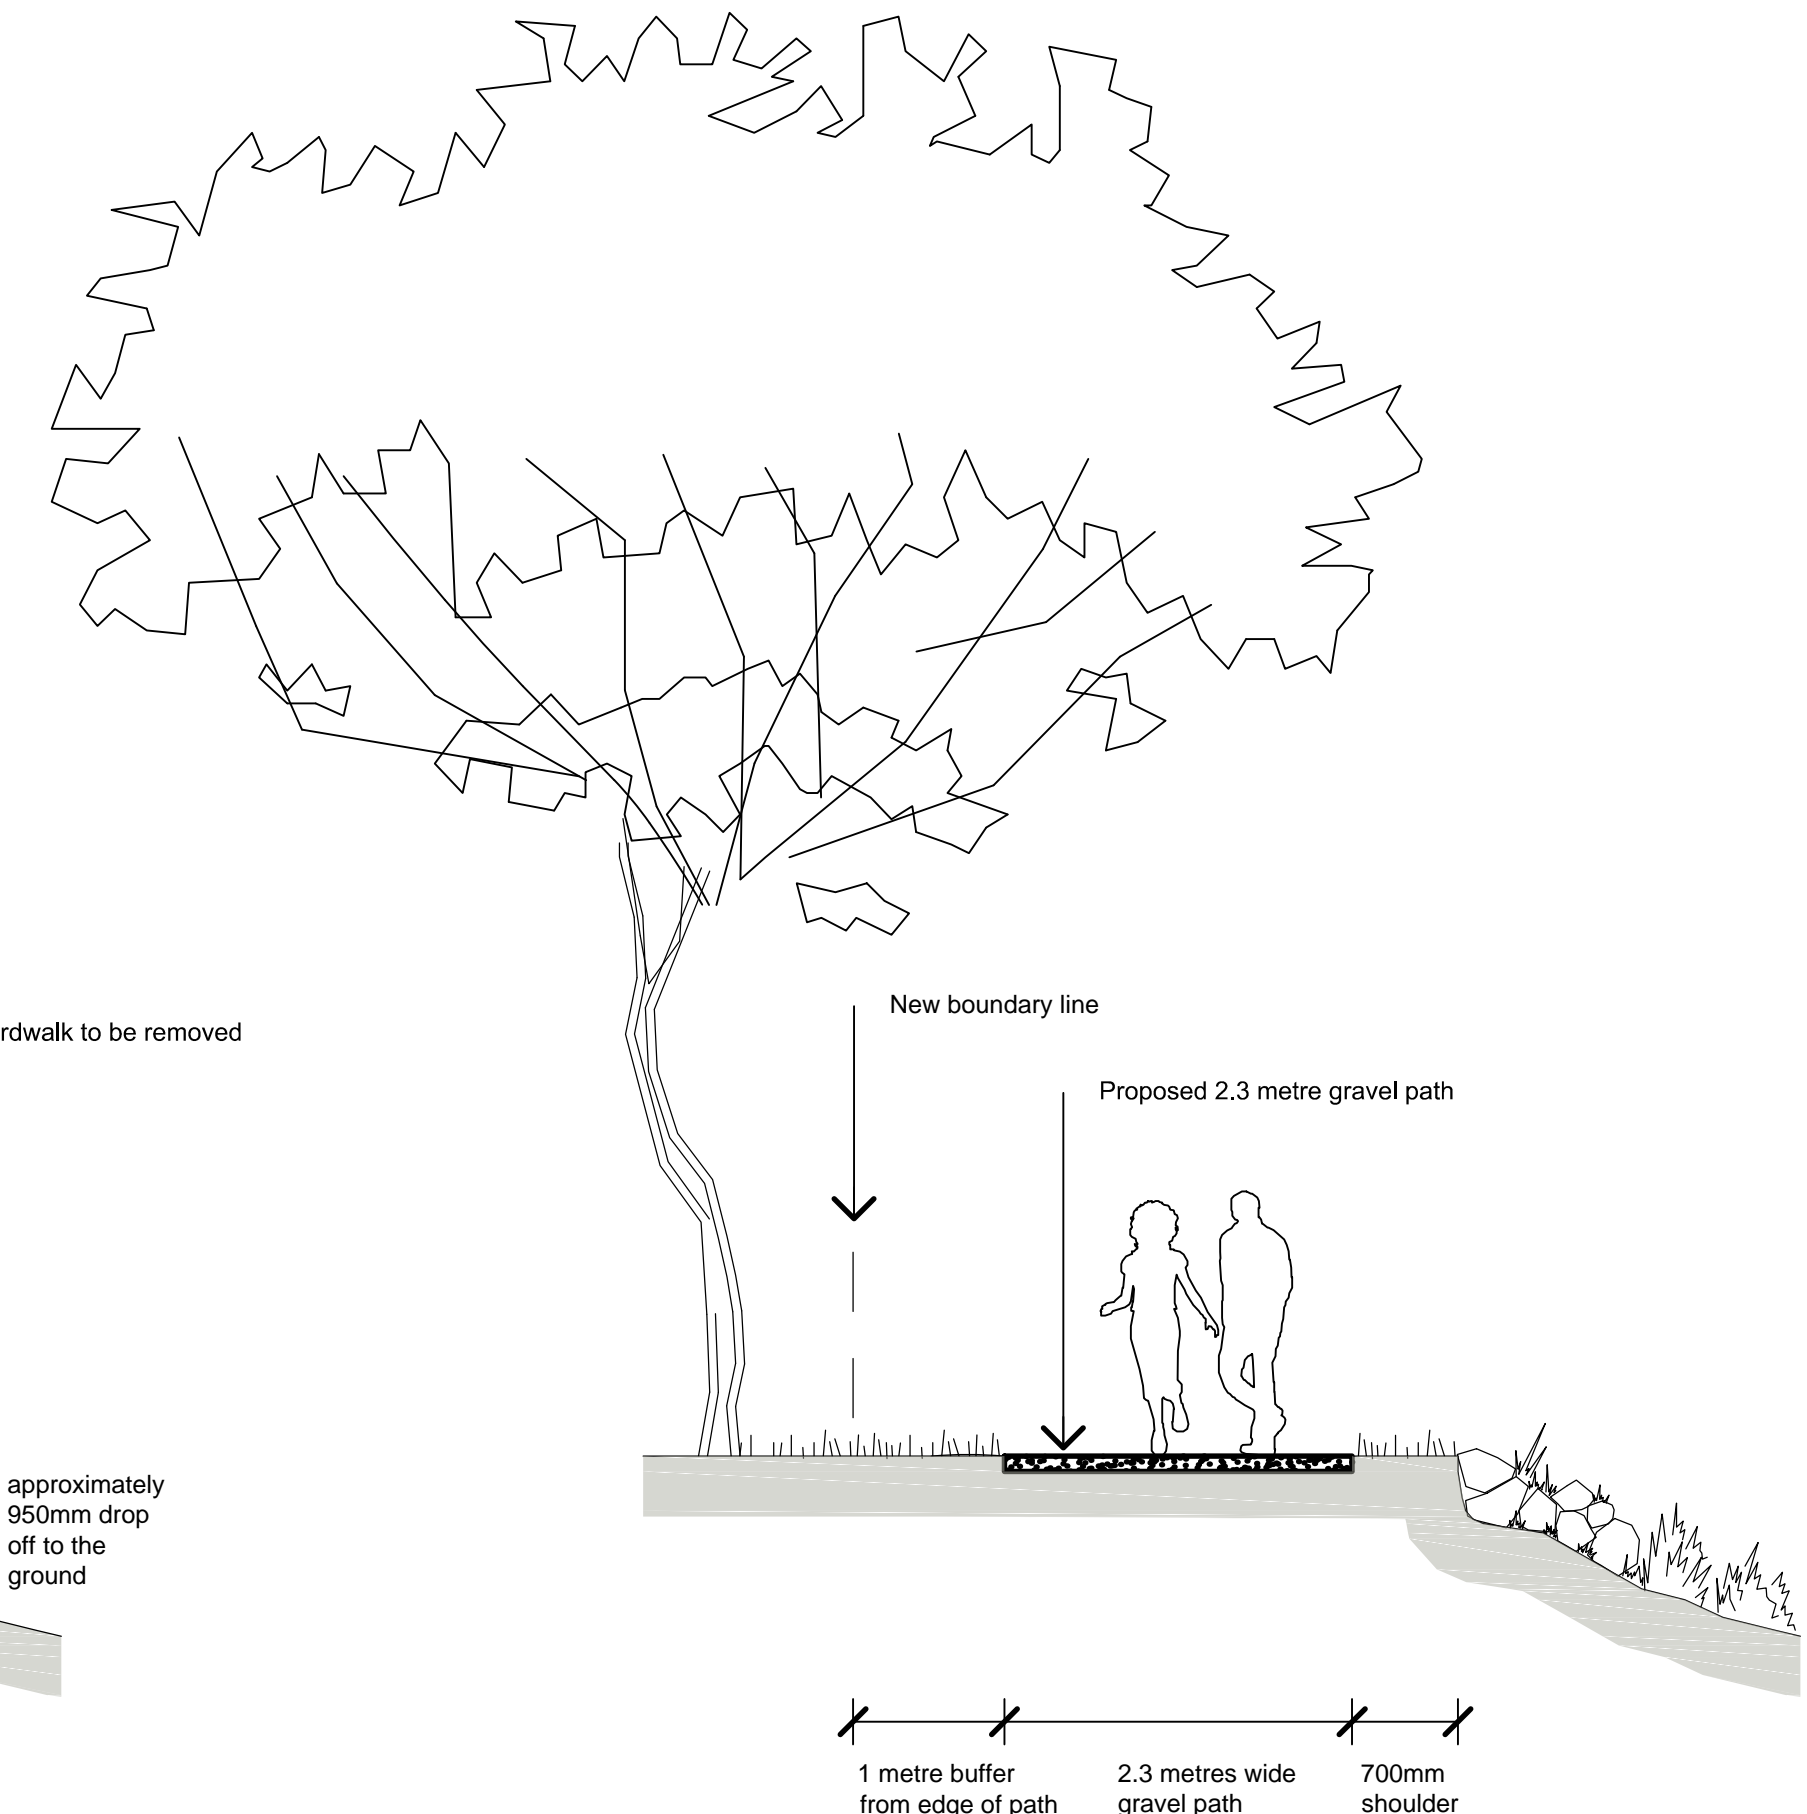 New boundary line
rdwalk to be removed
Proposed 2.3 metre gravel path
approximately
950mm drop
off to the
ground
1 metre buffer
from edge of path
2.3 metres wide
gravel path
700mm
shoulder